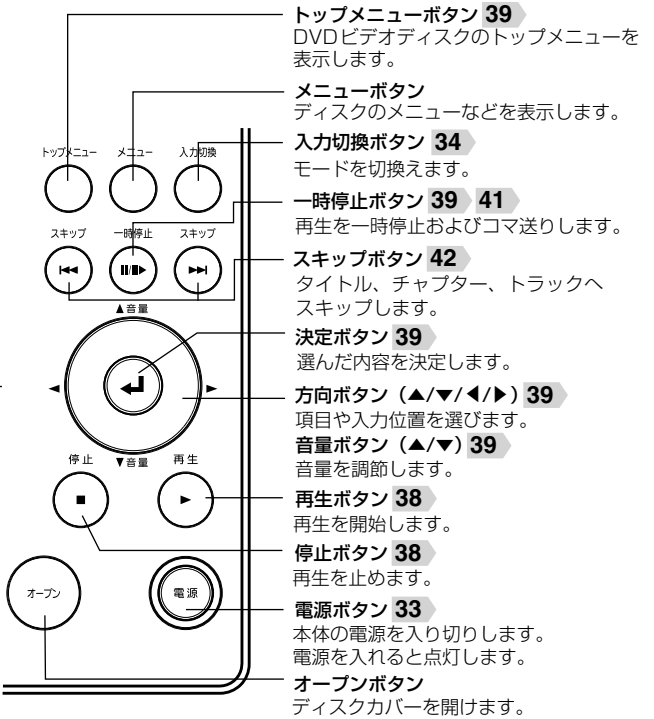 トップメニューボタン 39
DVDビデオディスクのトップメニューを
表示します。
メニューボタン
ディスクのメニューなどを表示します。
入力切換ボタン 34
モードを切換えます。
一時停止ボタン 39 41
再生を一時停止およびコマ送りします。
スキップボタン 42
タイトル、チャプター、トラックへ
スキップします。
決定ボタン 39
選んだ内容を決定します。
方向ボタン（▲/▼/◀/▶）39
項目や入力位置を選びます。
音量ボタン（▲/▼）39
音量を調節します。
再生ボタン 38
再生を開始します。
停止ボタン 38
再生を止めます。
電源ボタン 33
本体の電源を入り切りします。
電源を入れると点灯します。
オープンボタン
ディスクカバーを開けます。
トップメニュー メニュー 入力切換
スキップ 一時停止 スキップ
▲音量
停止 ▼音量 再生
オープン 電源